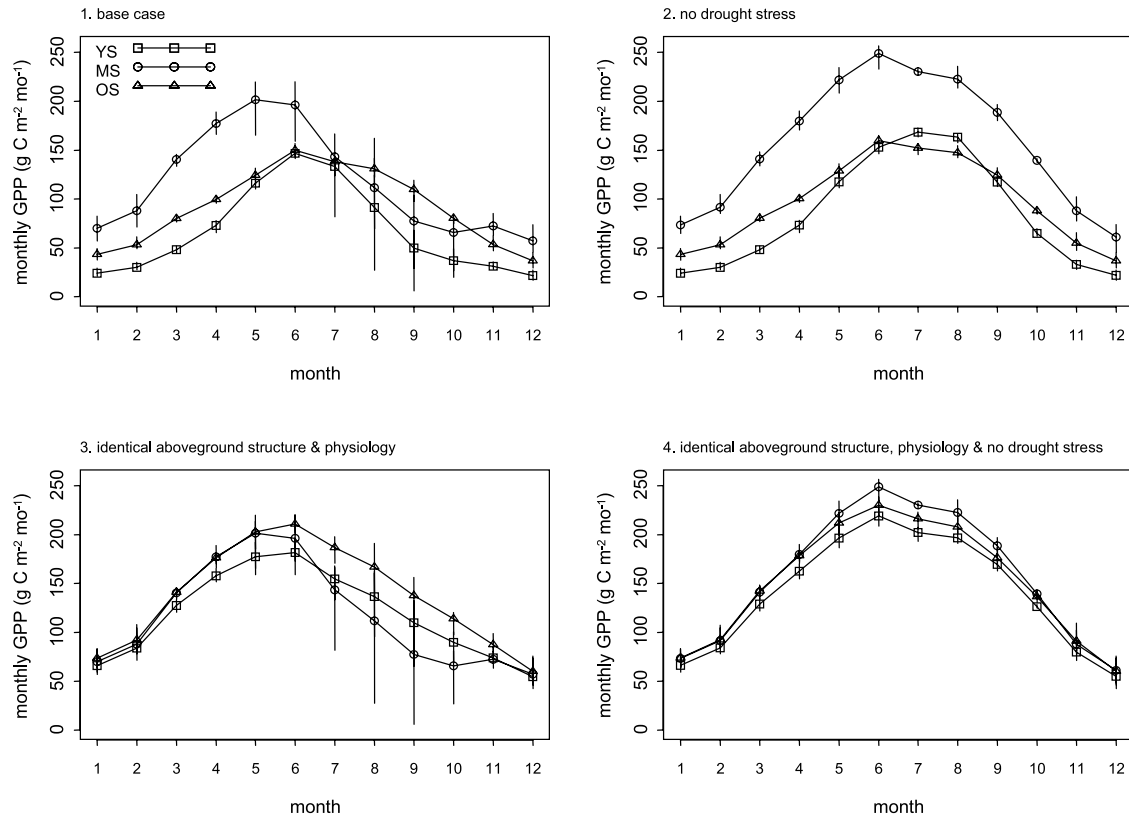 1. base case
YS
MS
OS
monthly GPP (g C m-2 mo-1)
0 50 100 150 200 250
1 2 3 4 5 6 7 8 9 10 11 12
month
2. no drought stress
monthly GPP (g C m-2 mo-1)
0 50 100 150 200 250
1 2 3 4 5 6 7 8 9 10 11 12
month
3. identical aboveground structure & physiology
monthly GPP (g C m-2 mo-1)
0 50 100 150 200 250
1 2 3 4 5 6 7 8 9 10 11 12
month
4. identical aboveground structure, physiology & no drought stress
monthly GPP (g C m-2 mo-1)
0 50 100 150 200 250
1 2 3 4 5 6 7 8 9 10 11 12
month